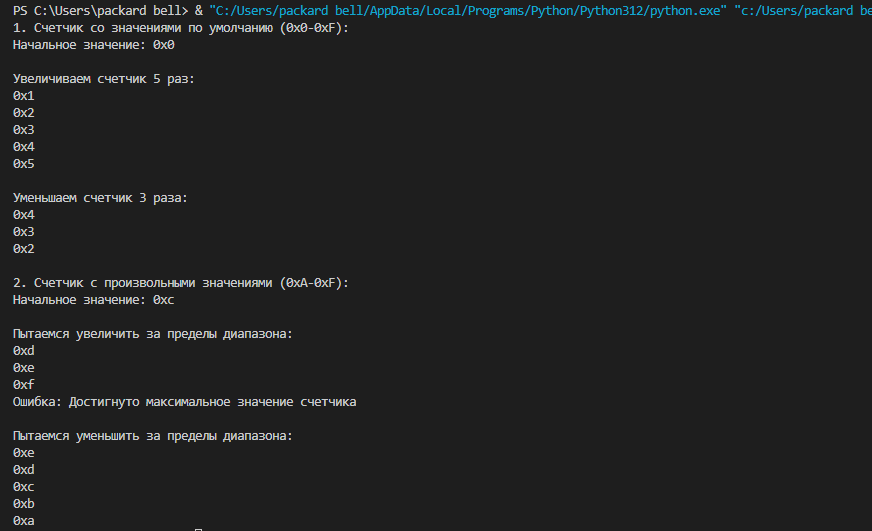 PS C:\Users\packard bell> & "C:/Users/packard bell/AppData/Local/Programs/Python/Python312/python.exe" "c:/Users/packard be
1. Счетчик со значениями по умолчанию (0x0-0xF):
Начальное значение: 0x0
Увеличиваем счетчик 5 раз:
0x1
0x2
0x3
0x4
0x5
Уменьшаем счетчик 3 раза:
0x4
0x3
0x2
2. Счетчик с произвольными значениями (0xA-0xF):
Начальное значение: 0xc
Пытаемся увеличить за пределы диапазона:
0xd
0xe
0xf
Ошибка: Достигнуто максимальное значение счетчика
Пытаемся уменьшить за пределы диапазона:
0xe
0xd
0xc
0xb
0xa